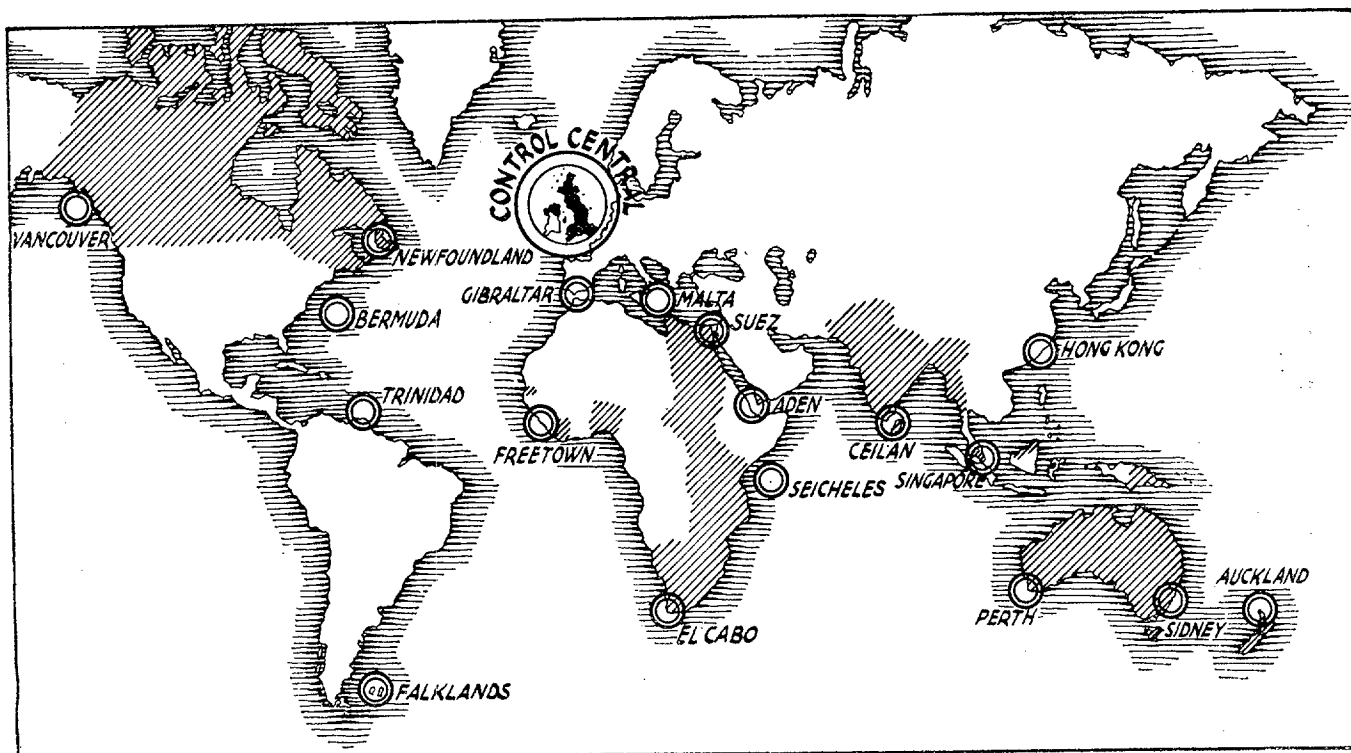 CONTROL CENTRAL
VANCOUVER
NEWFOUNDLAND
GIBRALTAR
MALTA
SUEZ
BERMUDA
HONG KONG
TRINIDAD
ADEN
FREETOWN
CEILAN
SINGAPORE
SEICHELES
AUCKLAND
PERTH
SIDNEY
EL CABO
FALKLANDS